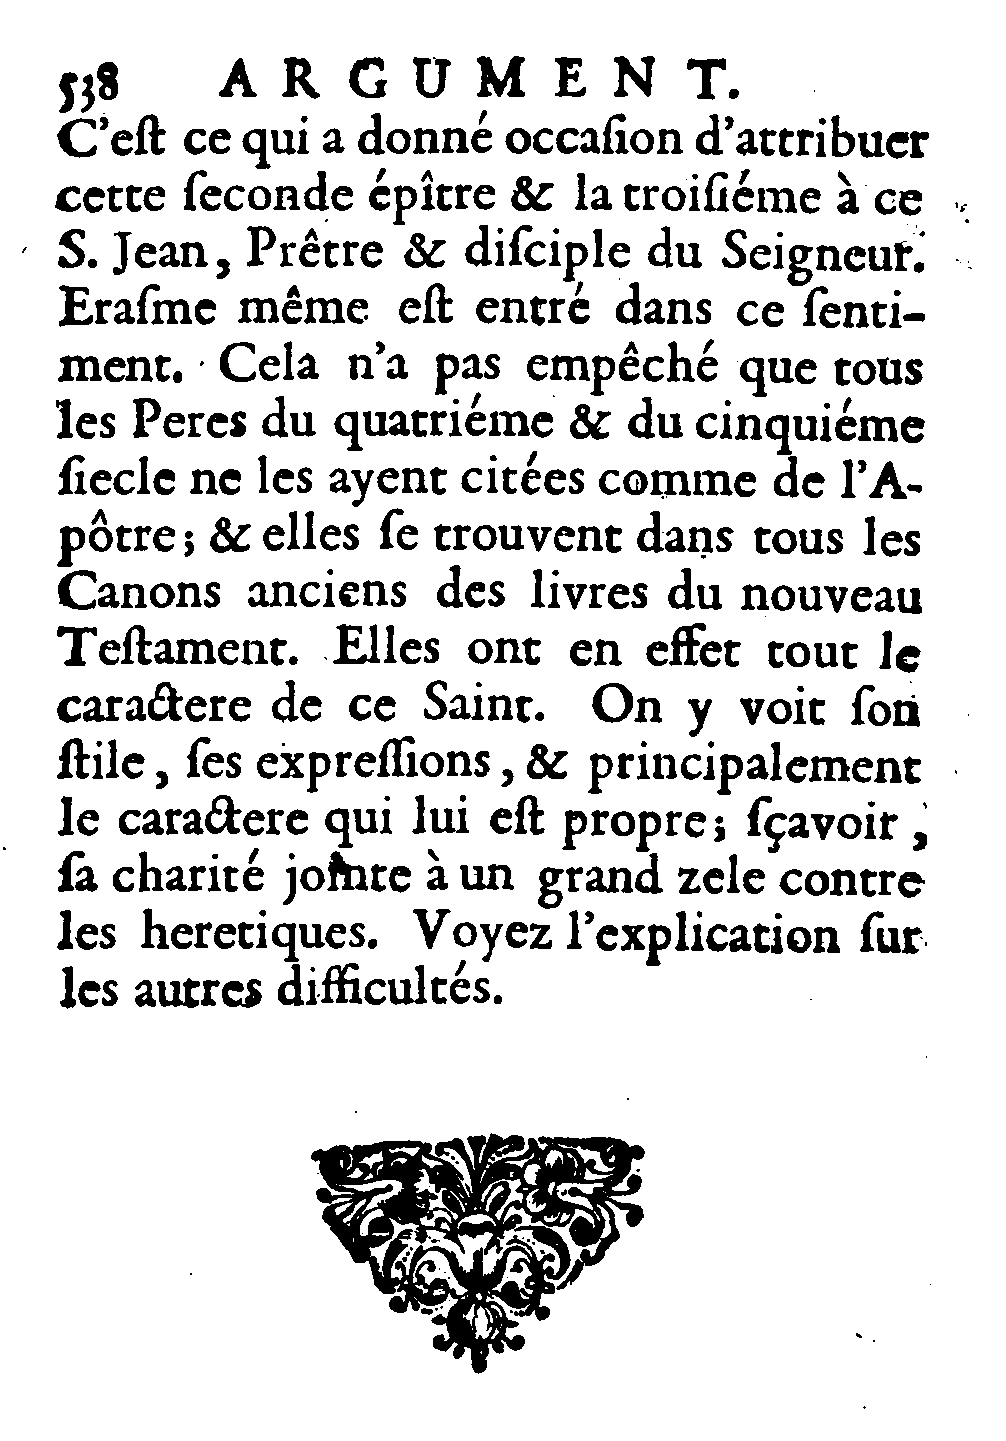 538 ARGUMENT.
C'eſt ce qui a donné occaſion d'attribuer
cette ſeconde épître & la troiſiéme à ce
S. Jean, Prêtre & diſciple du Seigneur.
Eraſme même eſt entré dans ce ſenti-
ment. Cela n'a pas empêché que tous
les Peres du quatriéme & du cinquiéme
ſiecle ne les ayent citées comme de l'A-
pôtre; & elles ſe trouvent dans tous les
Canons anciens des livres du nouveau
Teſtament. Elles ont en effet tout le
caractere de ce Saint. On y voit ſon
ſtile, ſes expreſſions, & principalement
le caractere qui lui eſt propre; ſçavoir,
ſa charité jointe à un grand zele contre
les heretiques. Voyez l'explication ſur
les autres difficultés.